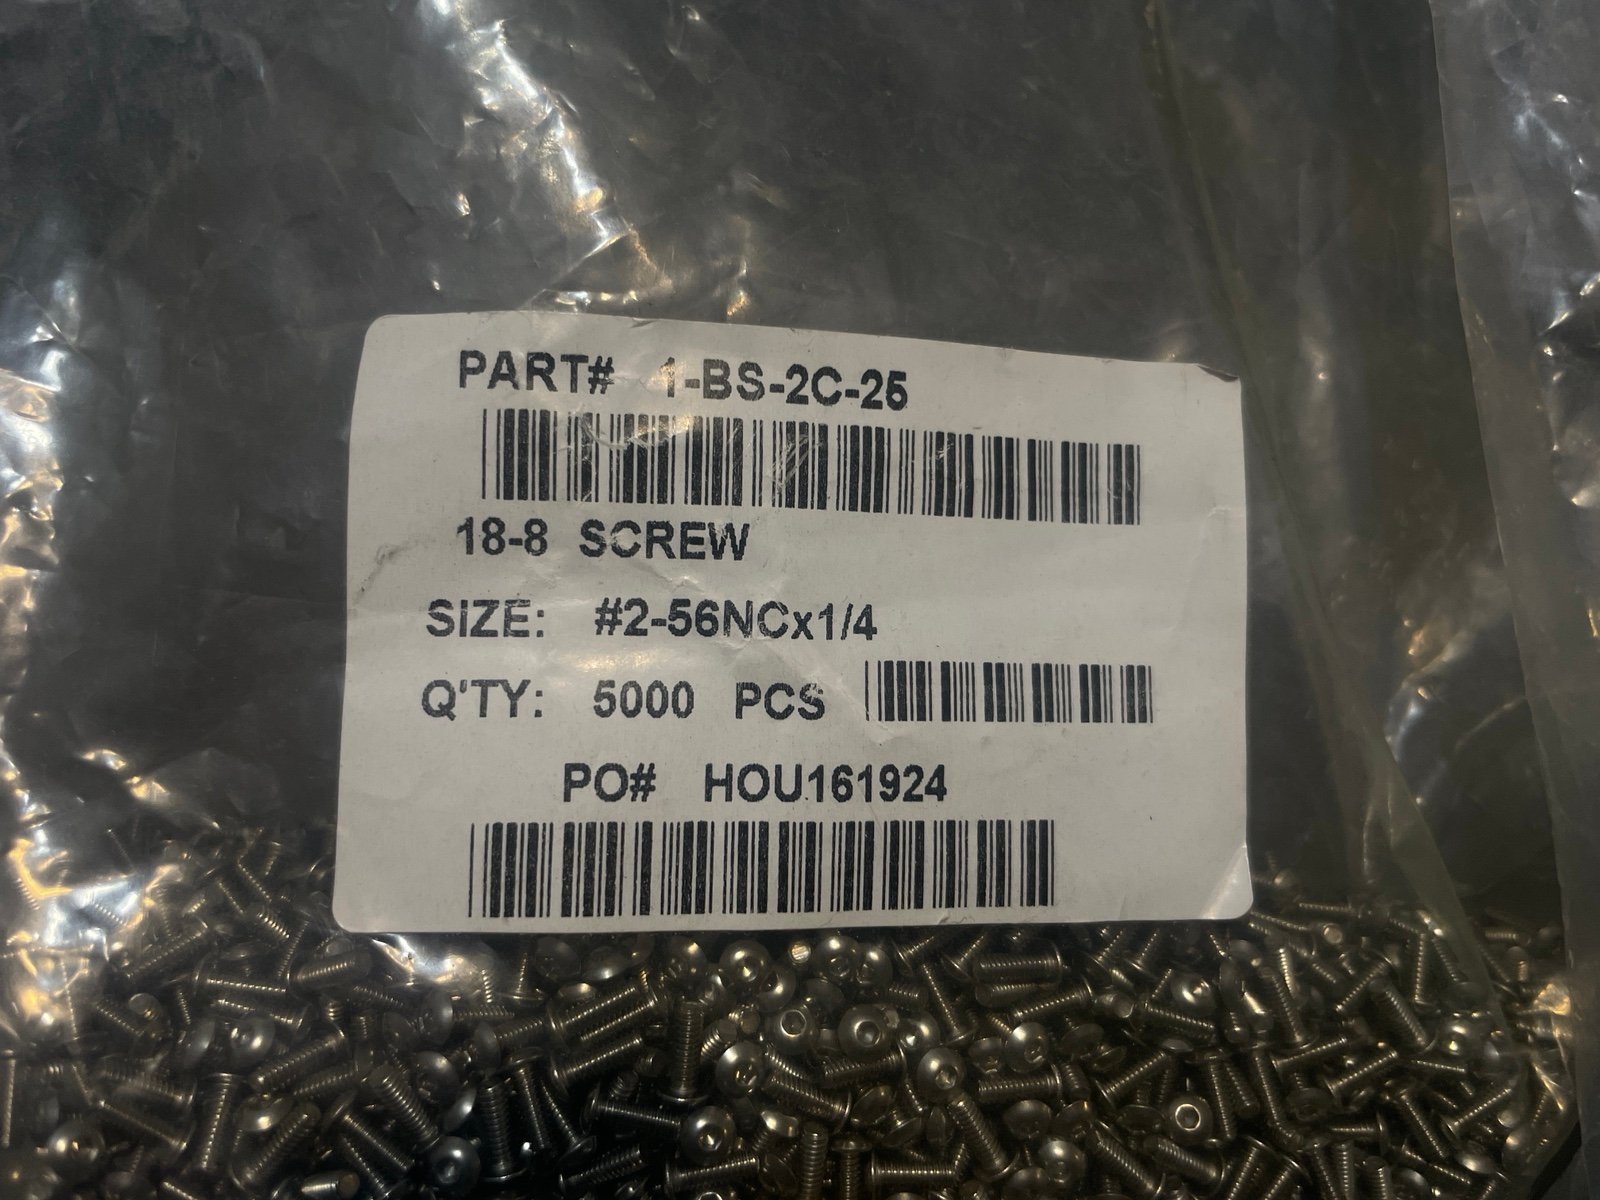 PART# 1-BS-2C-25
18-8 SCREW
SIZE: #2-56NCx1/4
Q'TY: 5000 PCS
PO# HOU161924